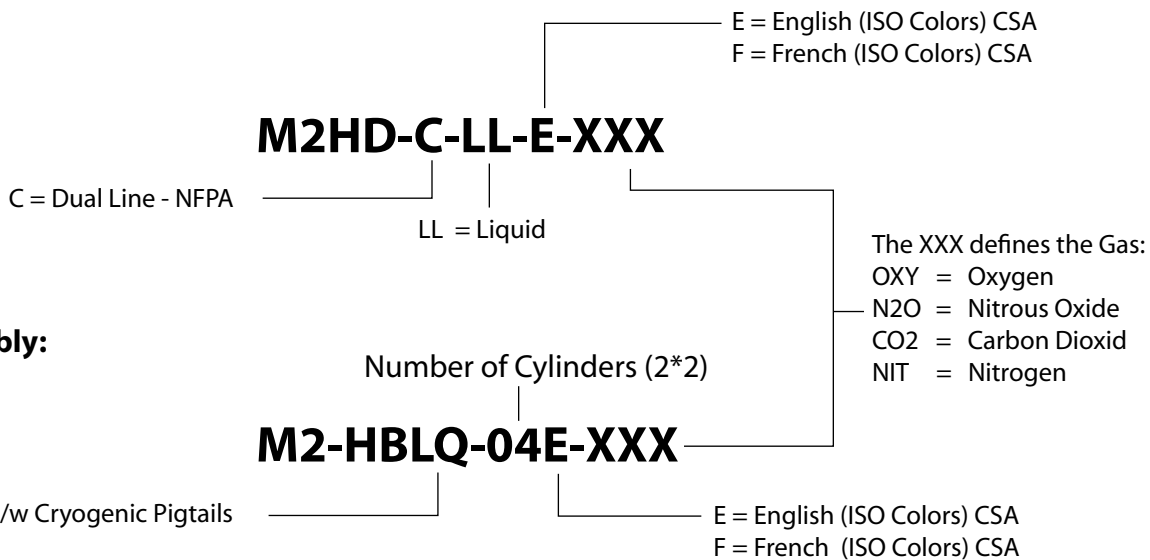 E = English (ISO Colors) CSA
F = French (ISO Colors) CSA
M2HD-C-LL-E-XXX
C = Dual Line - NFPA
LL = Liquid
The XXX defines the Gas:
OXY = Oxygen
N2O = Nitrous Oxide
CO2 = Carbon Dioxid
NIT = Nitrogen
bly:
Number of Cylinders (2*2)
M2-HBLQ-04E-XXX
/w Cryogenic Pigtails
E = English (ISO Colors) CSA
F = French (ISO Colors) CSA